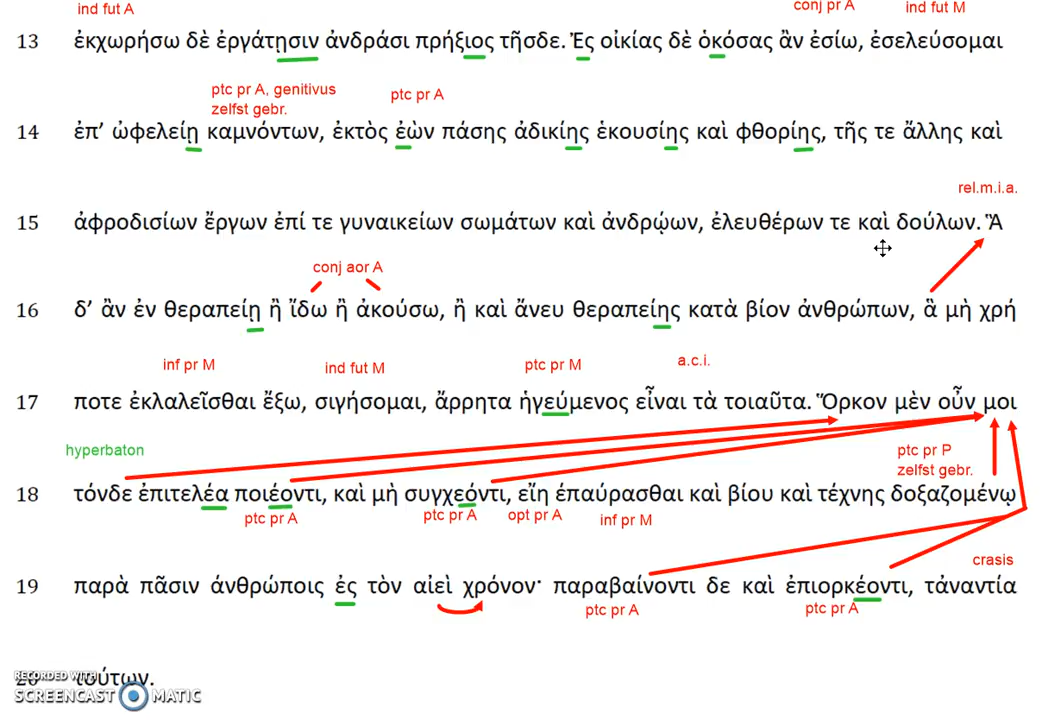 ind fut A
conj pr A
ind fut M
13 ἐκχωρήσω δὲ ἐργάτῃσιν ἀνδράσι πρήξιος τῆσδε. Ἐς οἰκίας δὲ ὁκόσας ἂν ἐσίω, ἐσελεύσομαι
ptc pr A, genitivus
zelfst gebr.
ptc pr A
14 ἐπ’ ὠφελείῃ καμνόντων, ἐκτὸς ἐὼν πάσης ἀδικίης ἑκουσίης καὶ φθορίης, τῆς τε ἄλλης καὶ
rel.m.i.a.
15 ἀφροδισίων ἔργων ἐπί τε γυναικείων σωμάτων καὶ ἀνδρῴων, ἐλευθέρων τε καὶ δούλων. Ἃ
conj aor A
16 δ’ ἂν ἐν θεραπείῃ ἢ ἴδω ἢ ἀκούσω, ἢ καὶ ἄνευ θεραπείης κατὰ βίον ἀνθρώπων, ἃ μὴ χρή
inf pr M
ind fut M
ptc pr M
a.c.i.
17 ποτε ἐκλαλεῖσθαι ἔξω, σιγήσομαι, ἄρρητα ἡγεύμενος εἶναι τὰ τοιαῦτα. Ὅρκον μὲν οὖν μοι
hyperbaton
ptc pr P
zelfst gebr.
18 τόνδε ἐπιτελέα ποιέοντι, καὶ μὴ συγχεόντι, εἴη ἐπαύρασθαι καὶ βίου καὶ τέχνης δοξαζομένῳ
ptc pr A
ptc pr A
opt pr A
inf pr M
crasis
19 παρὰ πᾶσιν ἀνθρώποις ἐς τὸν αἰεὶ χρόνον· παραβαίνοντι δε καὶ ἐπιορκέοντι, τἀναντία
ptc pr A
ptc pr A
20 τούτων.
RECORDED WITH
SCREENCAST MATIC